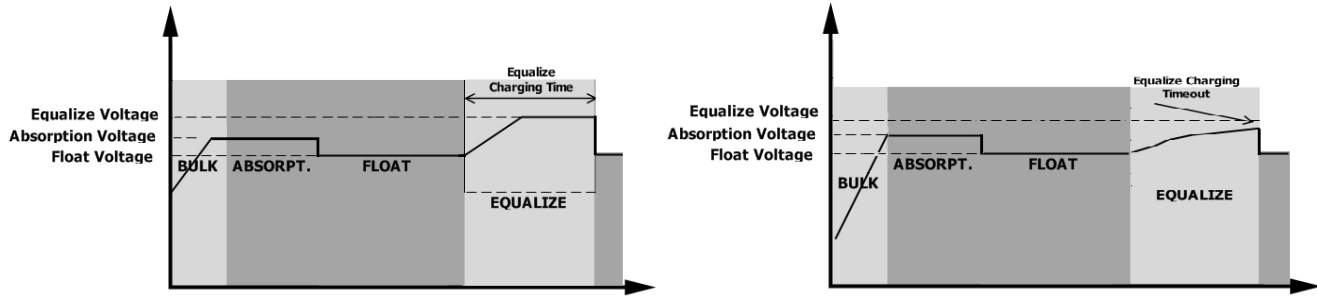 Equalize
Charging Time
Equalize Voltage
Absorption Voltage
Float Voltage
BULK
ABSORPT.
FLOAT
EQUALIZE
Equalize Charging
Timeout
Equalize Voltage
Absorption Voltage
Float Voltage
BULK
ABSORPT.
FLOAT
EQUALIZE